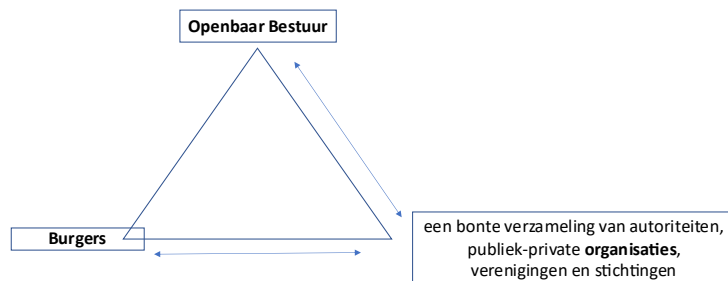 Openbaar Bestuur
Burgers
een bonte verzameling van autoriteiten,
publiek-private organisaties,
verenigingen en stichtingen